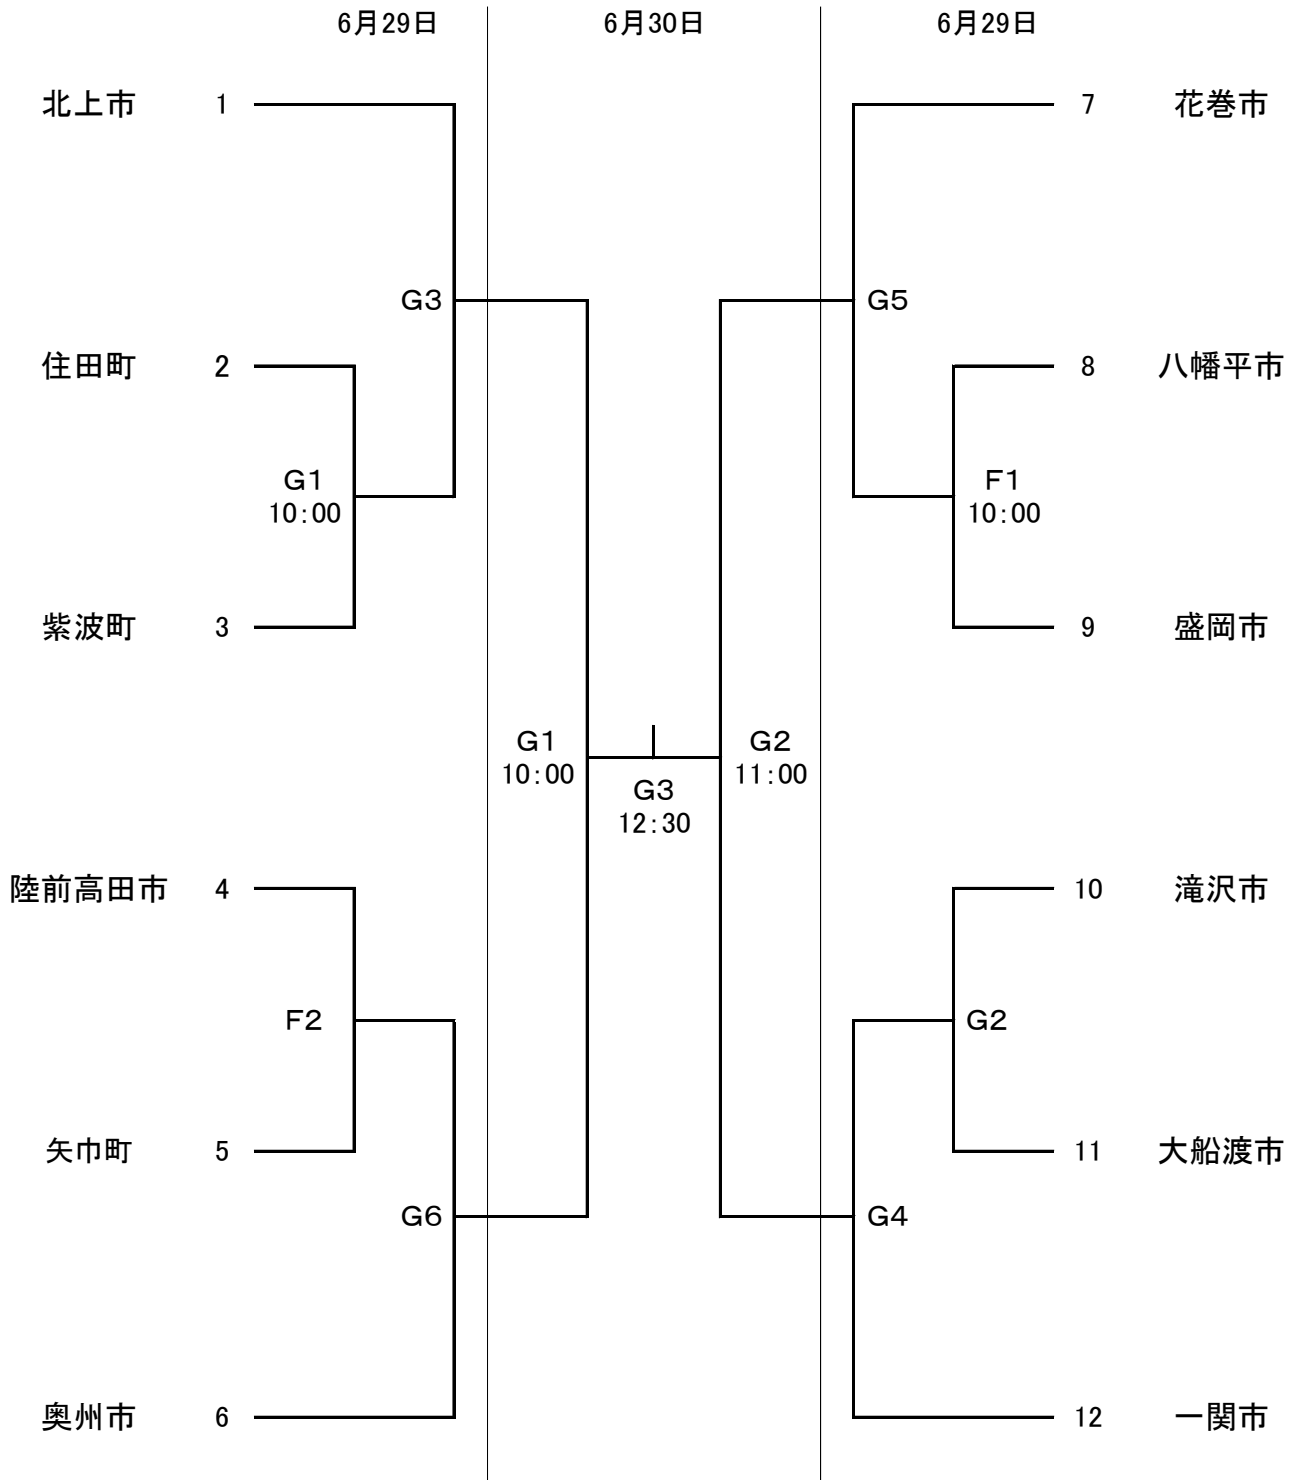 6月29日 6月30日 6月29日
北上市 1 7 花巻市
G3 G5
住田町 2 8 八幡平市
G1 F1
10:00 10:00
紫波町 3 9 盛岡市
G1 G2
10:00 11:00
G3
12:30
陸前高田市 4 10 滝沢市
F2 G2
矢巾町 5 11 大船渡市
G6 G4
奥州市 6 12 一関市